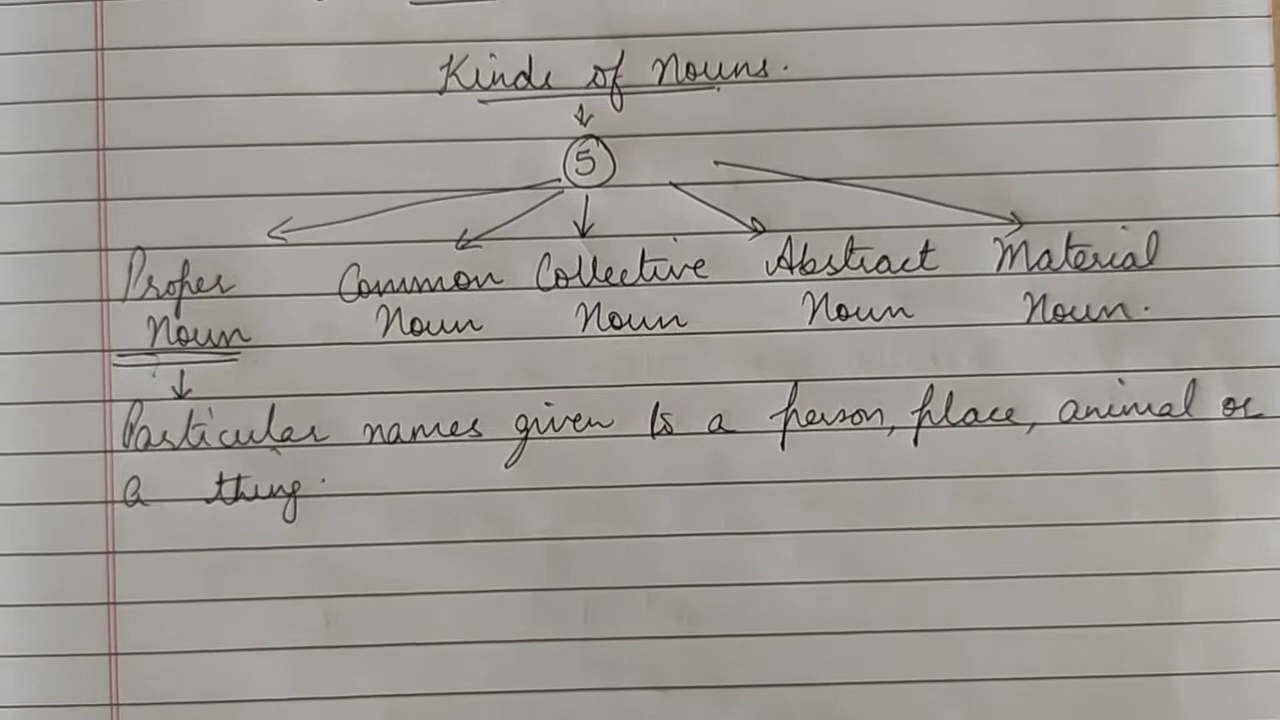 Kinds of Nouns.
5
Proper Common Collective Abstract Material
Noun Noun Noun Noun Noun.
Particular names given to a person, place, animal or
a thing.